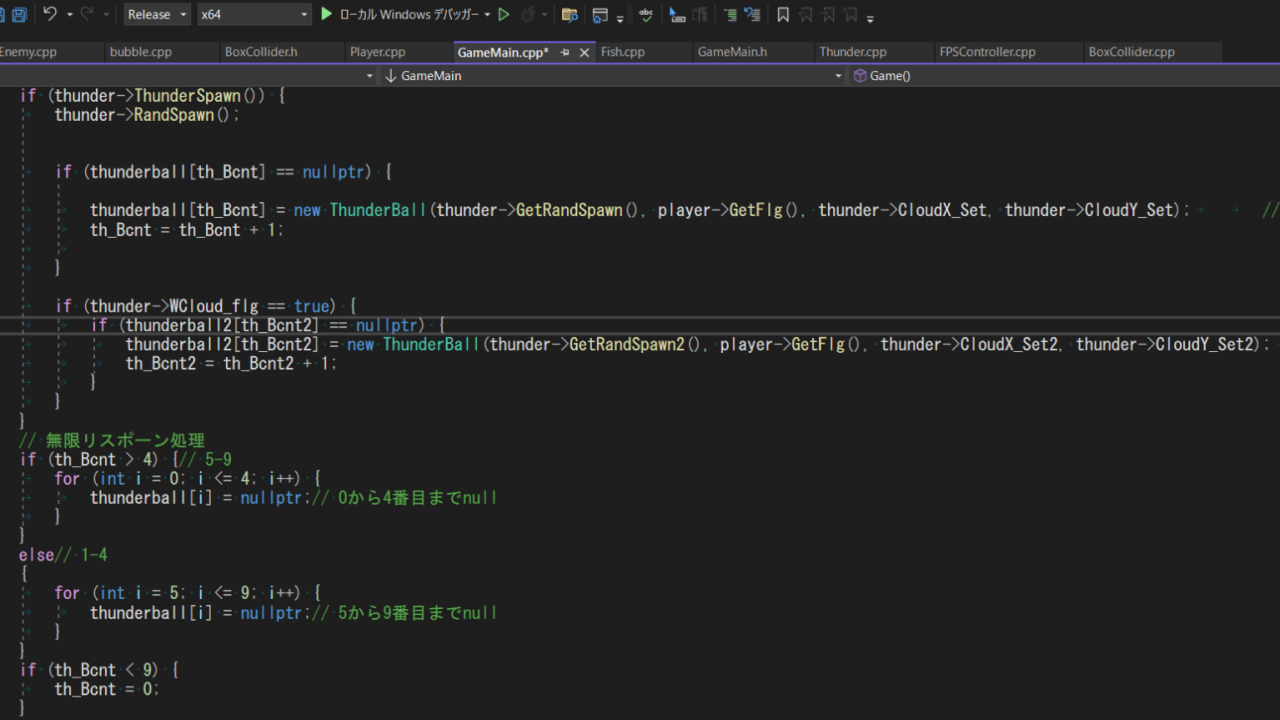 Release x64 ローカル Windows デバッガー
Enemy.cpp bubble.cpp BoxCollider.h Player.cpp GameMain.cpp* Fish.cpp GameMain.h Thunder.cpp FPSController.cpp BoxCollider.cpp
GameMain Game()
if (thunder->ThunderSpawn()) {
thunder->RandSpawn();
if (thunderball[th_Bcnt] == nullptr) {
thunderball[th_Bcnt] = new ThunderBall(thunder->GetRandSpawn(), player->GetFlg(), thunder->CloudX_Set, thunder->CloudY_Set); //
th_Bcnt = th_Bcnt + 1;
}
if (thunder->WCloud_flg == true) {
if (thunderball2[th_Bcnt2] == nullptr) {
thunderball2[th_Bcnt2] = new ThunderBall(thunder->GetRandSpawn2(), player->GetFlg(), thunder->CloudX_Set2, thunder->CloudY_Set2);
th_Bcnt2 = th_Bcnt2 + 1;
}
}
}
// 無限リスポーン処理
if (th_Bcnt > 4) {// 5-9
for (int i = 0; i <= 4; i++) {
thunderball[i] = nullptr;// 0から4番目までnull
}
}
else// 1-4
{
for (int i = 5; i <= 9; i++) {
thunderball[i] = nullptr;// 5から9番目までnull
}
}
if (th_Bcnt < 9) {
th_Bcnt = 0;
}